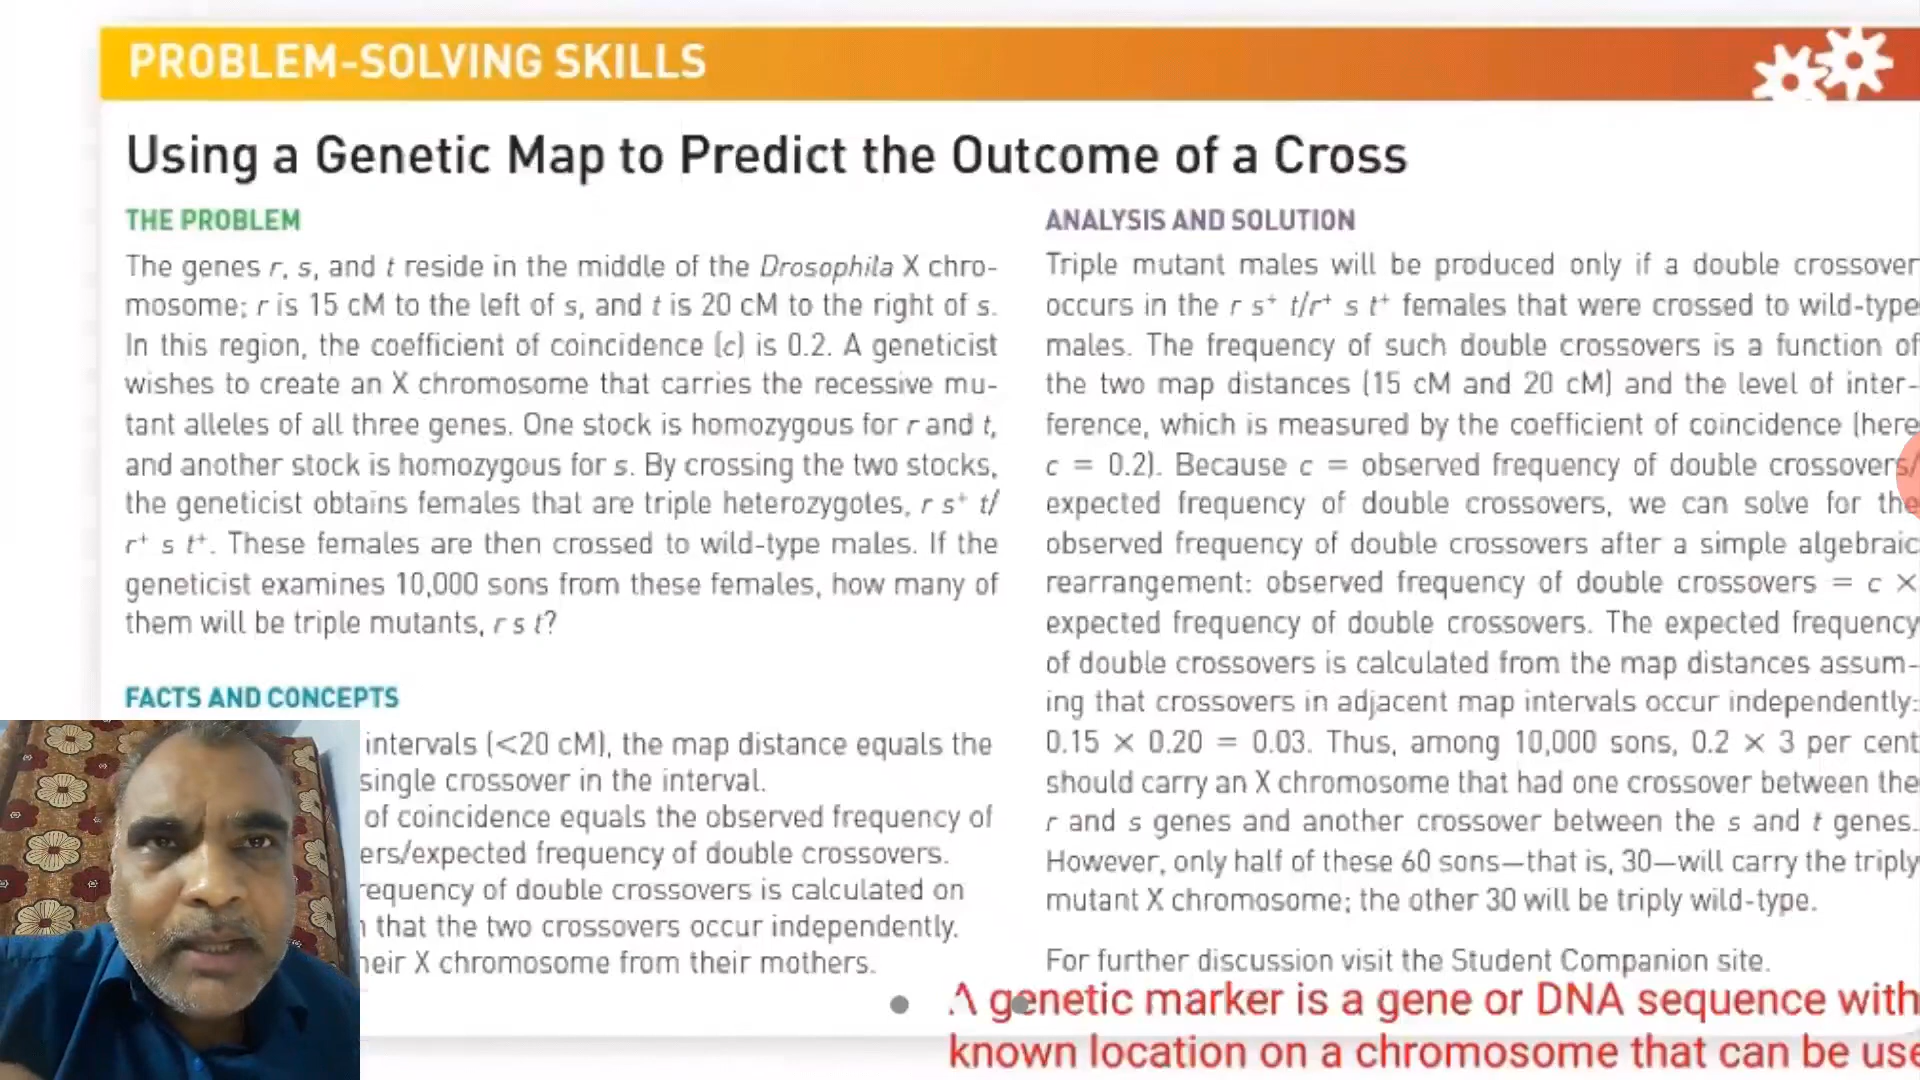 PROBLEM-SOLVING SKILLS
Using a Genetic Map to Predict the Outcome of a Cross
THE PROBLEM
The genes r, s, and t reside in the middle of the Drosophila X chro-
mosome; r is 15 cM to the left of s, and t is 20 cM to the right of s.
In this region, the coefficient of coincidence (c) is 0.2. A geneticist
wishes to create an X chromosome that carries the recessive mu-
tant alleles of all three genes. One stock is homozygous for r and t,
and another stock is homozygous for s. By crossing the two stocks,
the geneticist obtains females that are triple heterozygotes, r s⁺ t/
r⁺ s t⁺. These females are then crossed to wild-type males. If the
geneticist examines 10,000 sons from these females, how many of
them will be triple mutants, r s t?
FACTS AND CONCEPTS
intervals (<20 cM), the map distance equals the
single crossover in the interval.
of coincidence equals the observed frequency of
ers/expected frequency of double crossovers.
requency of double crossovers is calculated on
that the two crossovers occur independently.
heir X chromosome from their mothers.
ANALYSIS AND SOLUTION
Triple mutant males will be produced only if a double crossover
occurs in the r s⁺ t/r⁺ s t⁺ females that were crossed to wild-type
males. The frequency of such double crossovers is a function of
the two map distances (15 cM and 20 cM) and the level of inter-
ference, which is measured by the coefficient of coincidence (here
c = 0.2). Because c = observed frequency of double crossovers/
expected frequency of double crossovers, we can solve for the
observed frequency of double crossovers after a simple algebraic
rearrangement: observed frequency of double crossovers = c ×
expected frequency of double crossovers. The expected frequency
of double crossovers is calculated from the map distances assum-
ing that crossovers in adjacent map intervals occur independently:
0.15 × 0.20 = 0.03. Thus, among 10,000 sons, 0.2 × 3 per cent
should carry an X chromosome that had one crossover between the
r and s genes and another crossover between the s and t genes.
However, only half of these 60 sons—that is, 30—will carry the triply
mutant X chromosome; the other 30 will be triply wild-type.
For further discussion visit the Student Companion site.
A genetic marker is a gene or DNA sequence with
known location on a chromosome that can be use